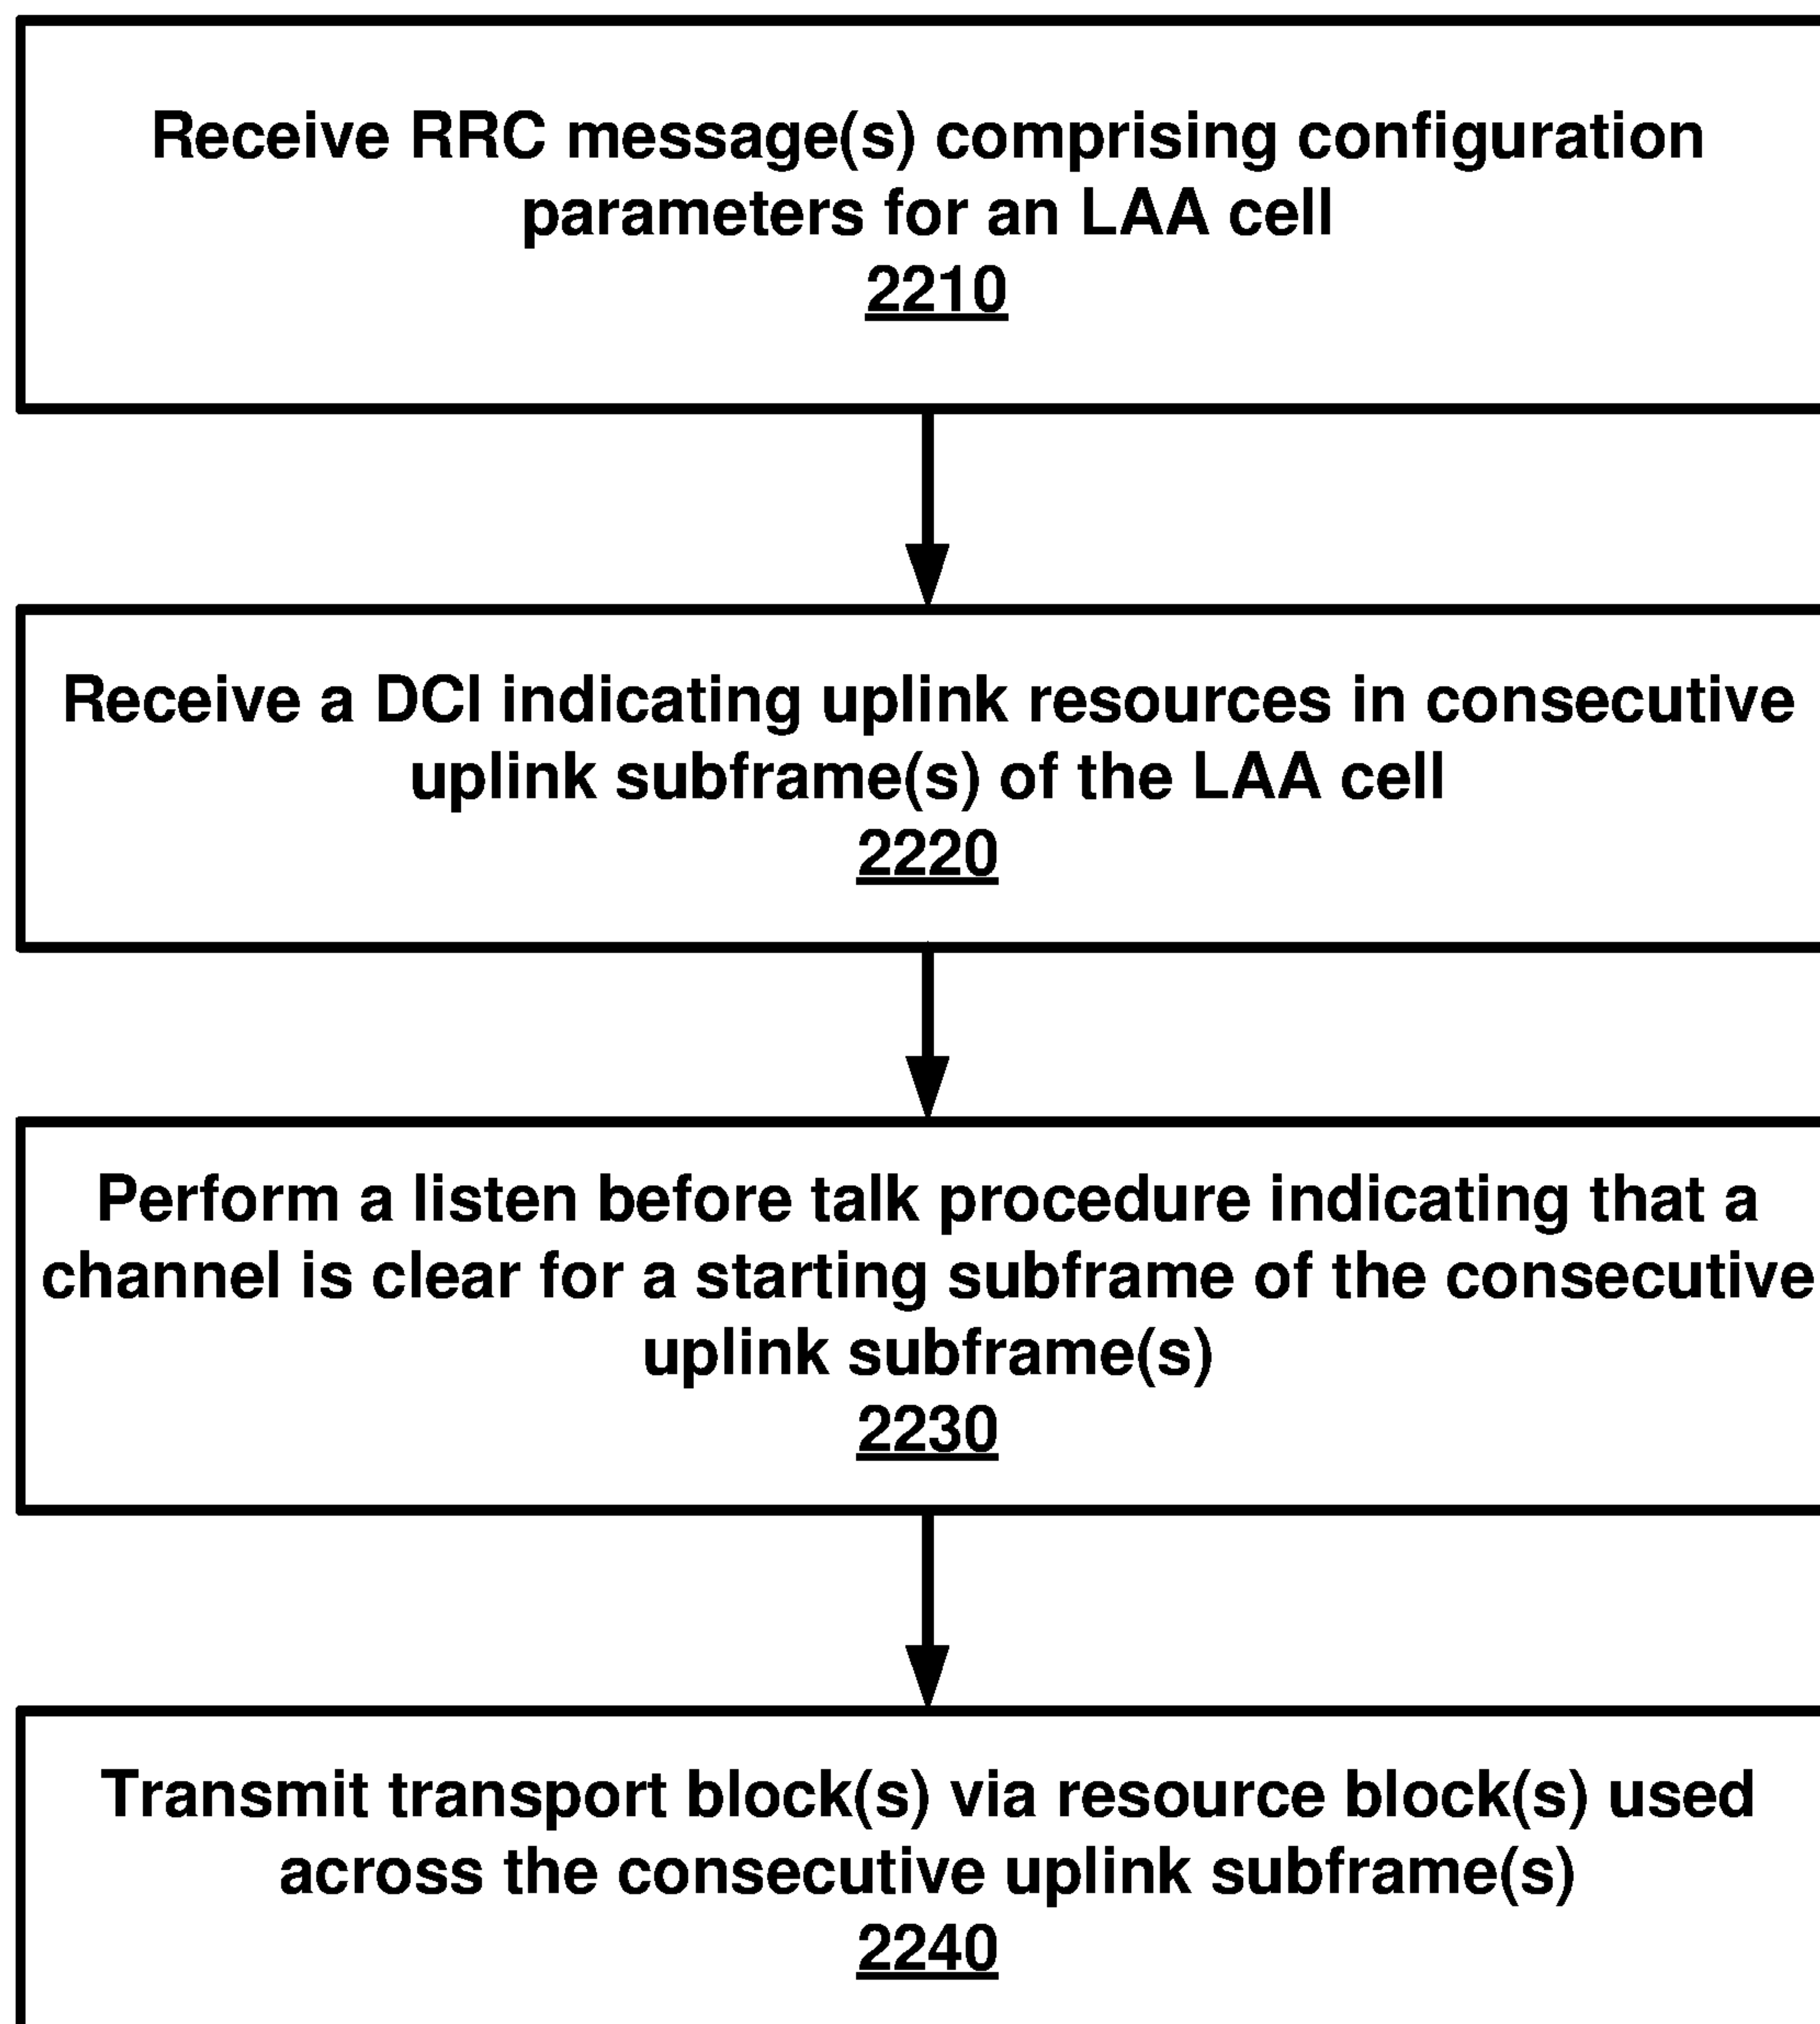 Receive RRC message(s) comprising configuration
parameters for an LAA cell
2210
Receive a DCI indicating uplink resources in consecutive
uplink subframe(s) of the LAA cell
2220
Perform a listen before talk procedure indicating that a
channel is clear for a starting subframe of the consecutive
uplink subframe(s)
2230
Transmit transport block(s) via resource block(s) used
across the consecutive uplink subframe(s)
2240